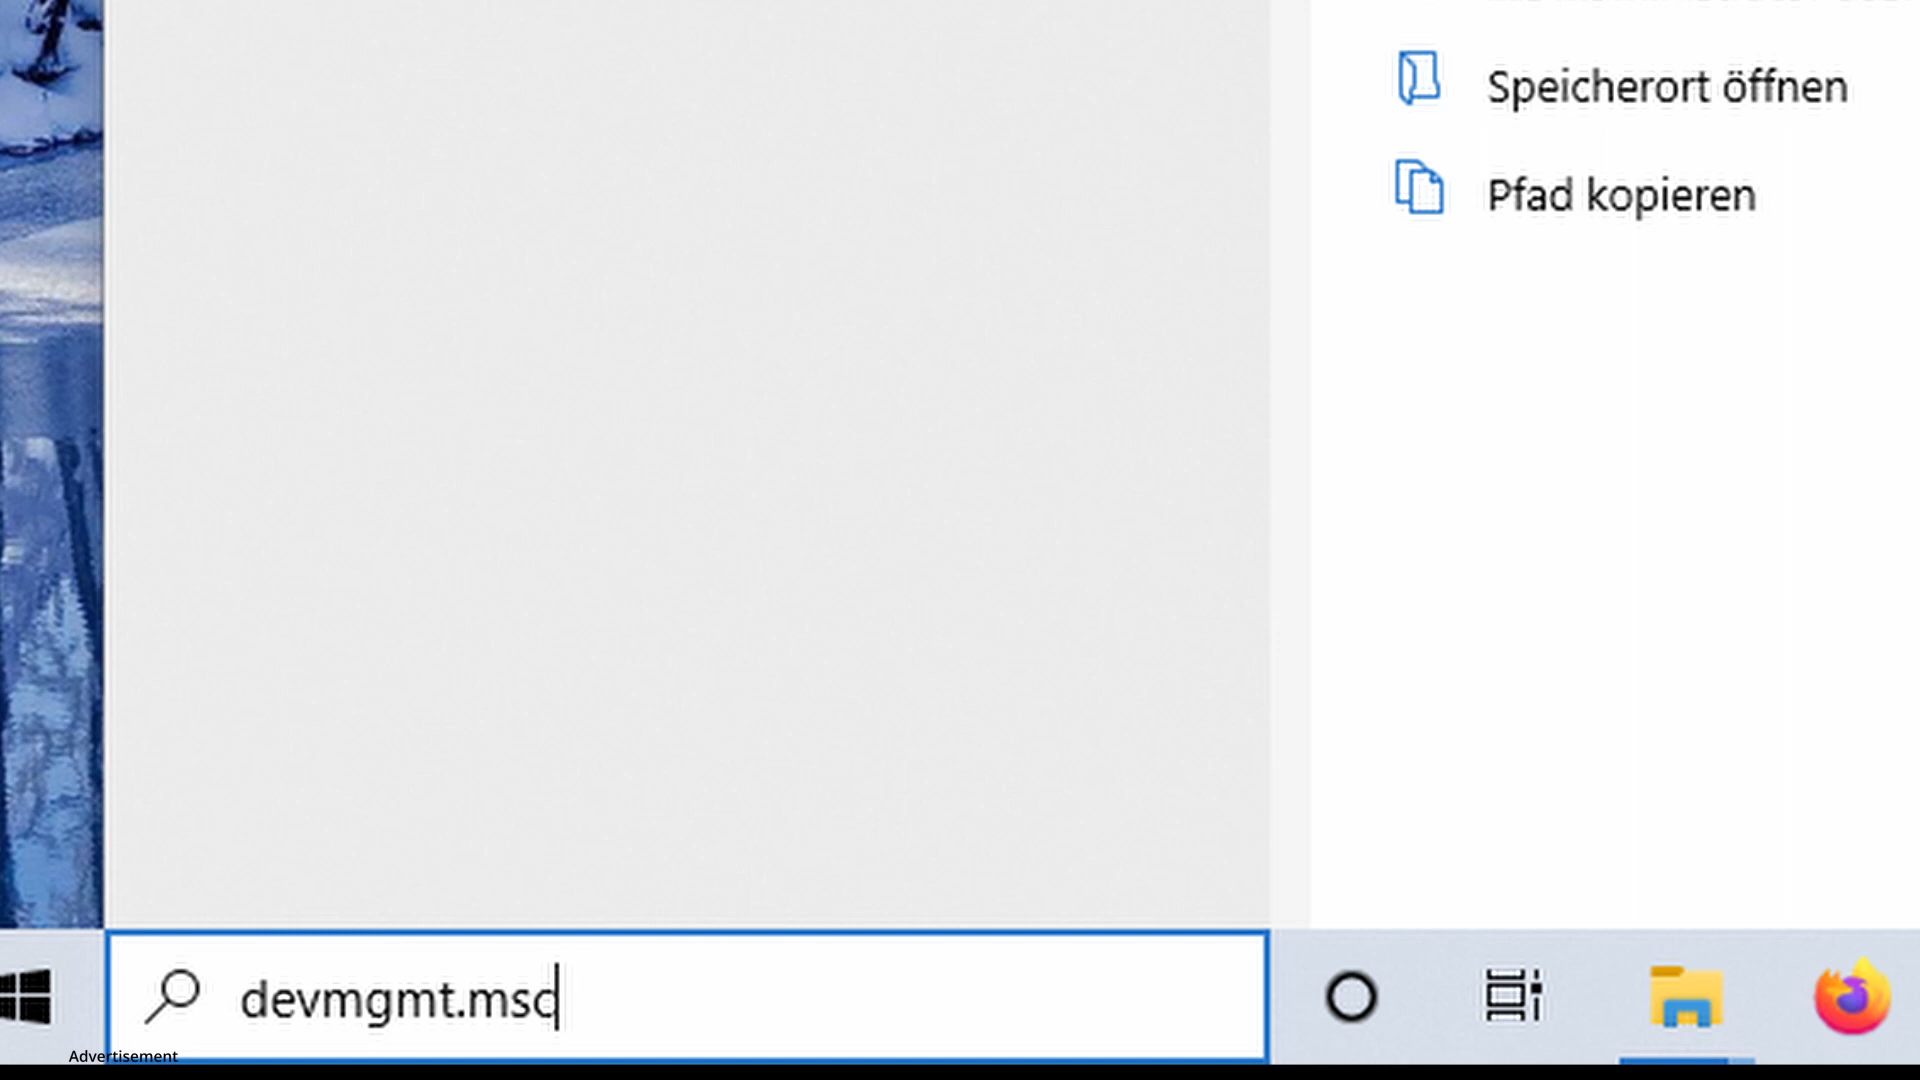 Speicherort öffnen
Pfad kopieren
devmgmt.msc
Advertisement